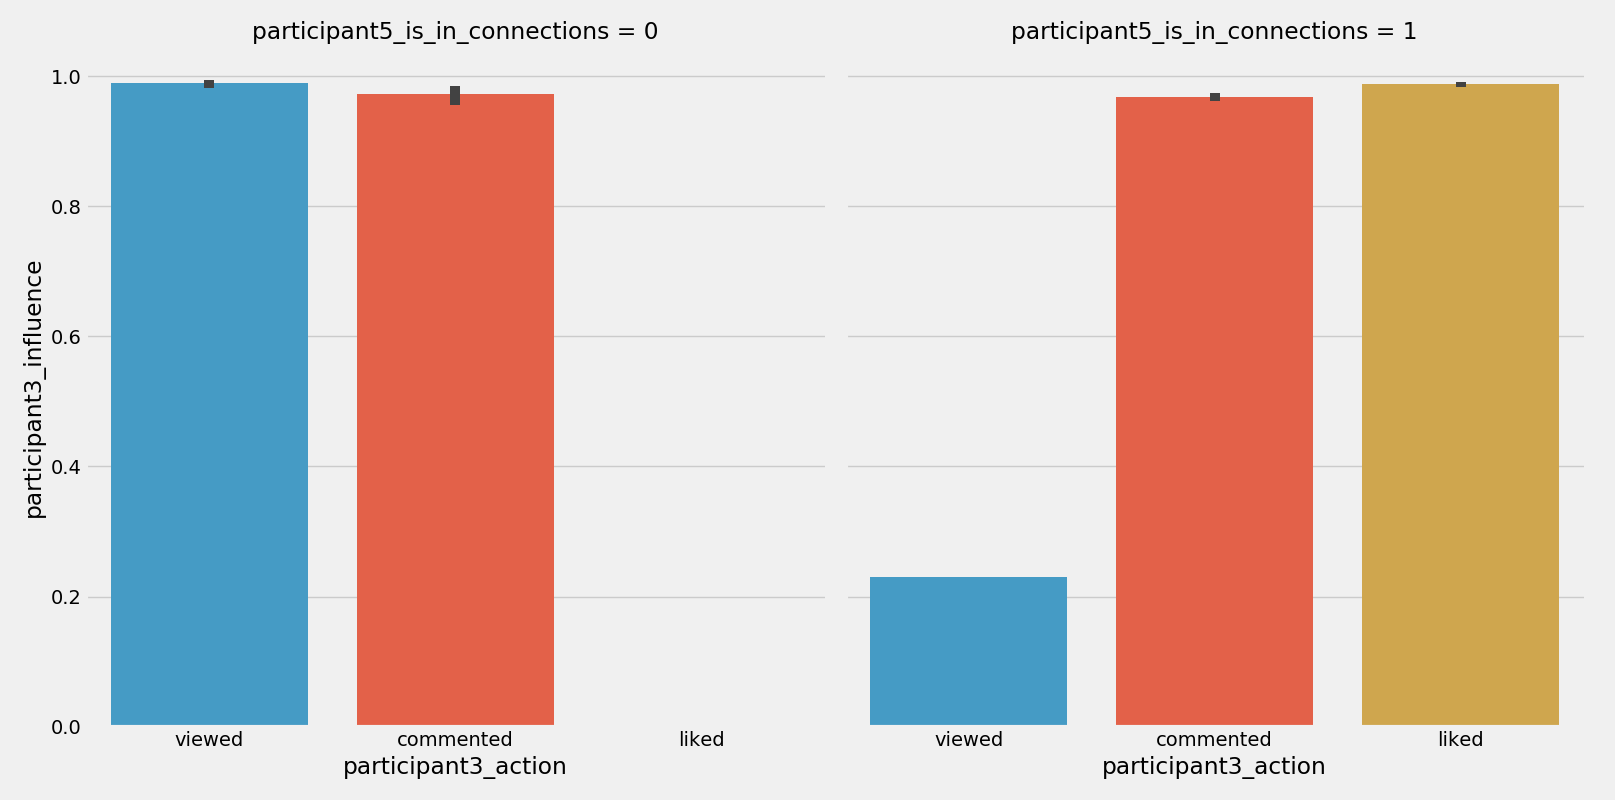 participant5_is_in_connections = 0
participant5_is_in_connections = 1
participant3_influence
1.0
0.8
0.6
0.4
0.2
0.0
viewed commented liked
viewed commented liked
participant3_action
participant3_action